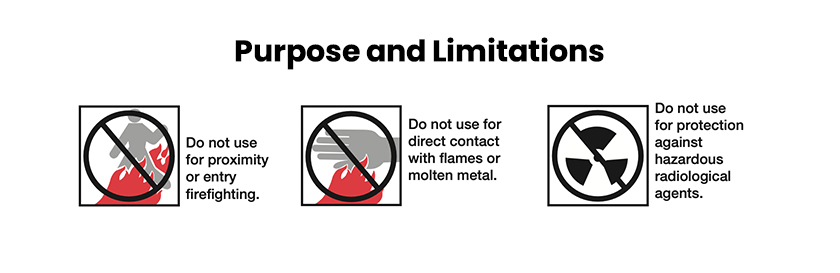 Purpose and Limitations
Do not use
for proximity
or entry
firefighting.
Do not use for
direct contact
with flames or
molten metal.
Do not use
for protection
against
hazardous
radiological
agents.